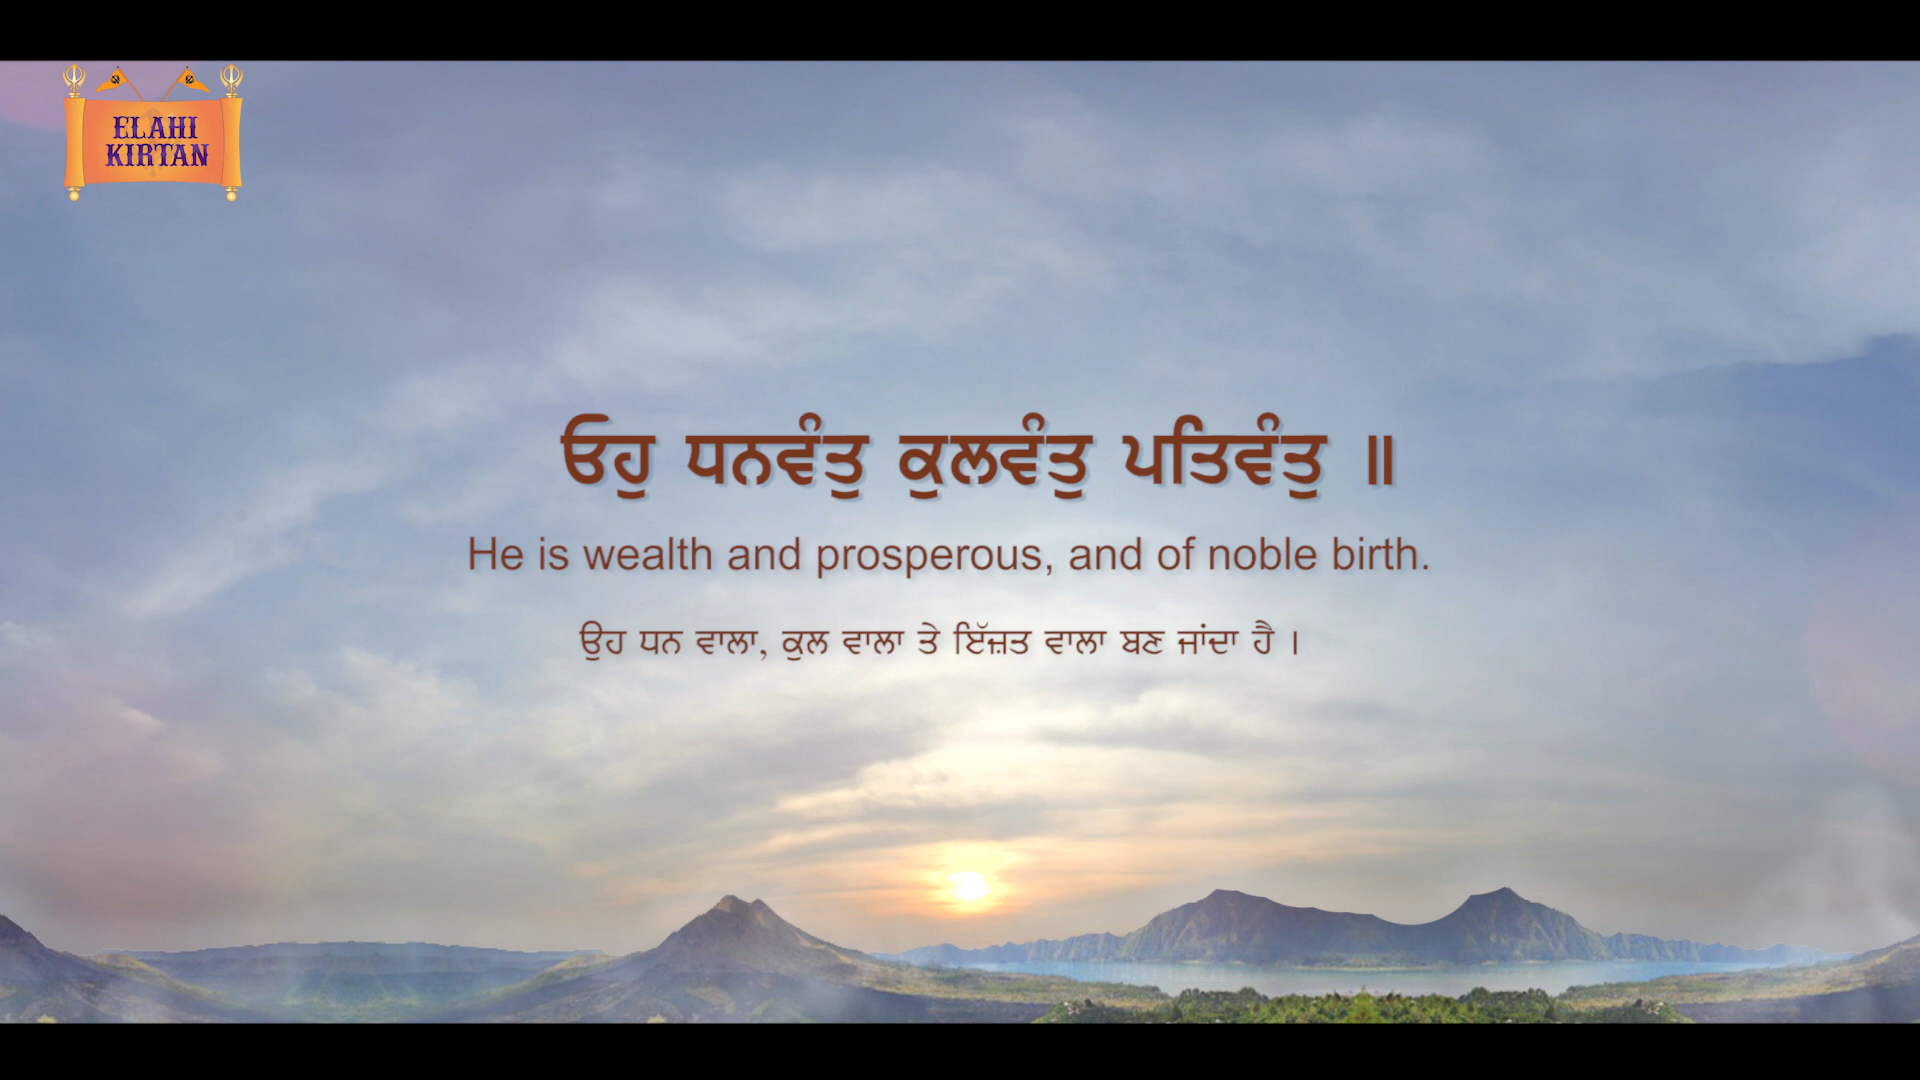 ELAHI
KIRTAN
ਓਹੁ ਧਨਵੰਤੁ ਕੁਲਵੰਤੁ ਪਤਿਵੰਤੁ ॥
He is wealth and prosperous, and of noble birth.
ਉਹ ਧਨ ਵਾਲਾ, ਕੁਲ ਵਾਲਾ ਤੇ ਇੱਜ਼ਤ ਵਾਲਾ ਬਣ ਜਾਂਦਾ ਹੈ ।